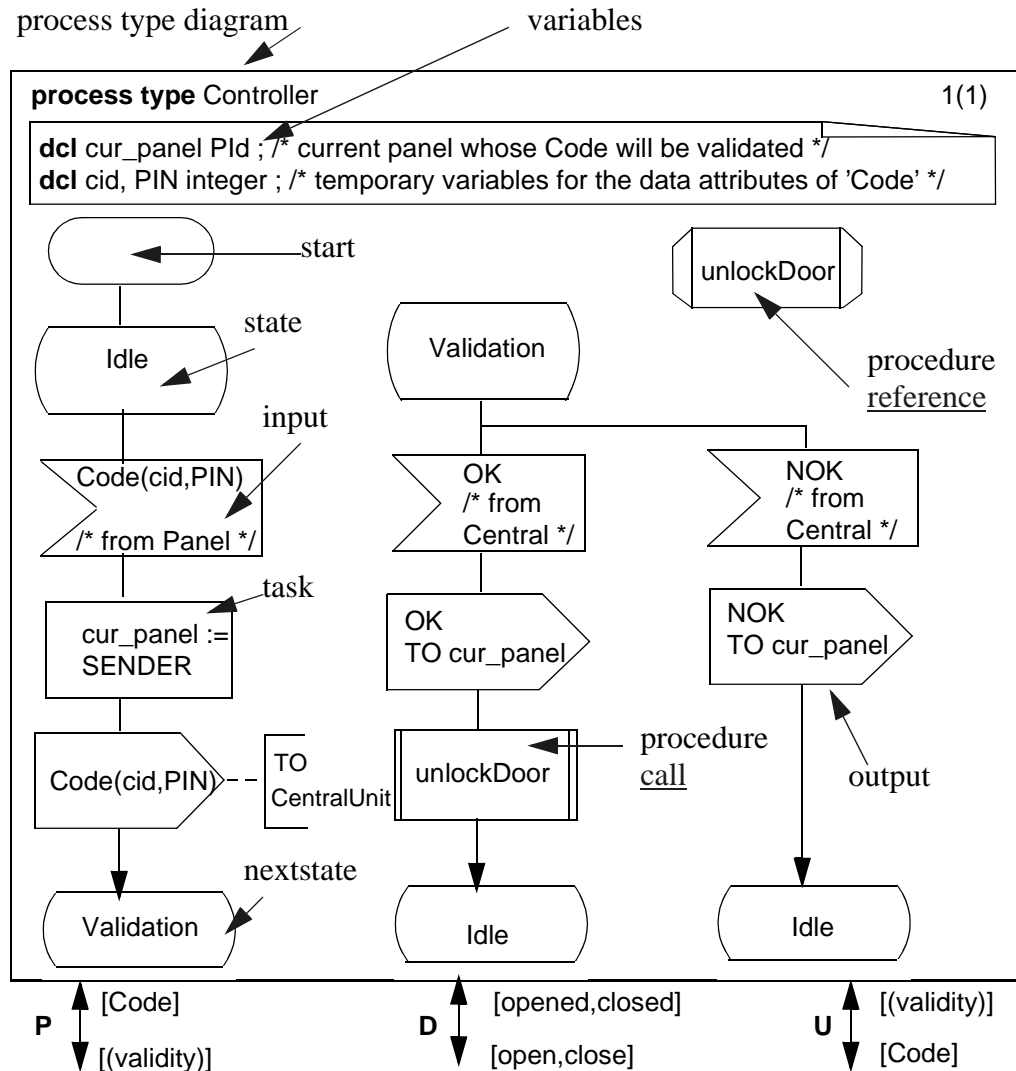 process type diagram
variables
process type Controller
1(1)
dcl cur_panel PId ; /* current panel whose Code will be validated */
dcl cid, PIN integer ; /* temporary variables for the data attributes of ’Code’ */
start
unlockDoor
procedure
reference
state
Idle
Validation
input
Code(cid,PIN)
/* from Panel */
OK
/* from
Central */
NOK
/* from
Central */
task
cur_panel :=
SENDER
OK
TO cur_panel
NOK
TO cur_panel
Code(cid,PIN)
TO
CentralUnit
unlockDoor
procedure
call
output
nextstate
Validation
Idle
Idle
P
[Code]
[(validity)]
D
[opened,closed]
[open,close]
U
[(validity)]
[Code]